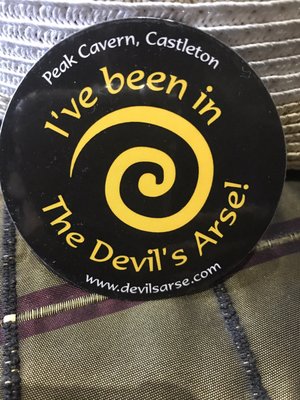 Peak Cavern, Castleton
I've been in
The Devil's Arse!
www.devilsarse.com